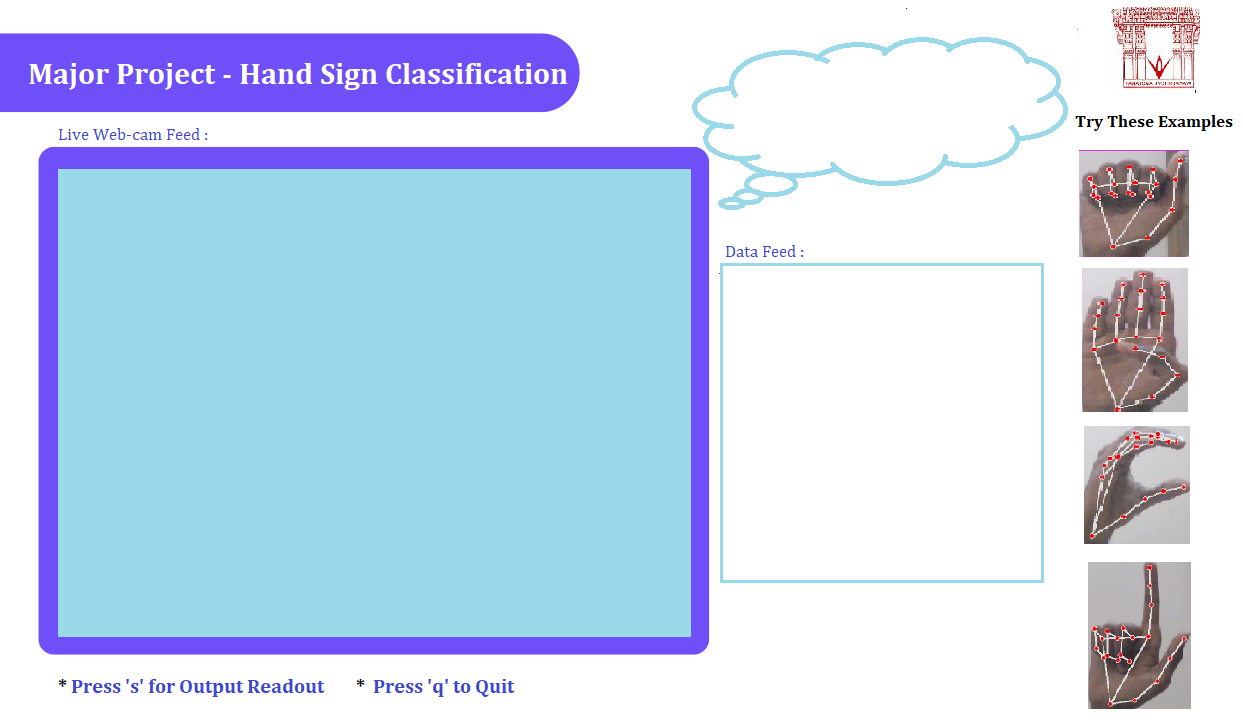 Major Project - Hand Sign Classification
Live Web-cam Feed :
Try These Examples
Data Feed :
* Press 's' for Output Readout * Press 'q' to Quit